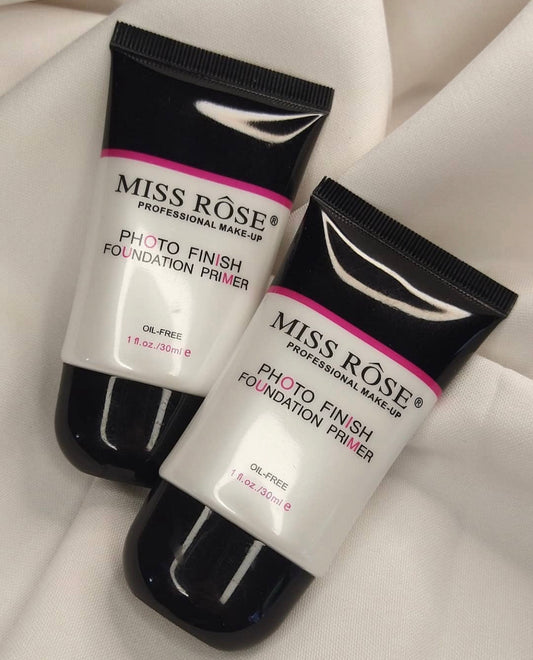 MISS RÔSE®
PROFESSIONAL MAKE-UP
PHOTO FINISH
FOUNDATION PRIMER
OIL-FREE
1 fl.oz./30ml e
MISS RÔSE®
PROFESSIONAL MAKE-UP
PHOTO FINISH
FOUNDATION PRIMER
OIL-FREE
1 fl.oz./30ml e